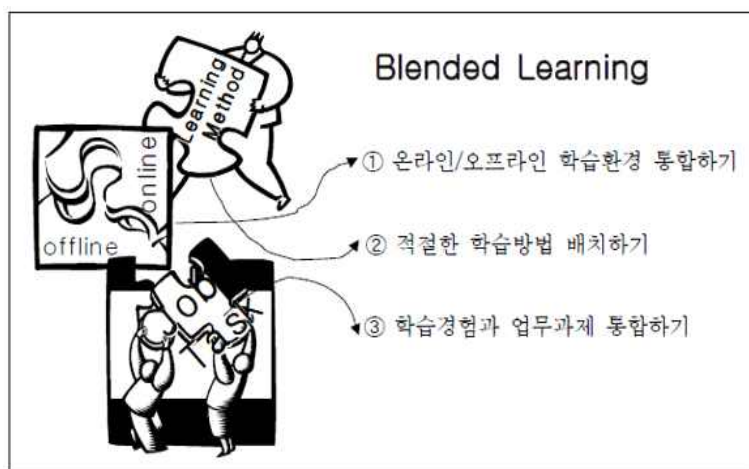 Blended Learning
Learning
Method
online
offline
① 온라인/오프라인 학습환경 통합하기
② 적절한 학습방법 배치하기
③ 학습경험과 업무과제 통합하기